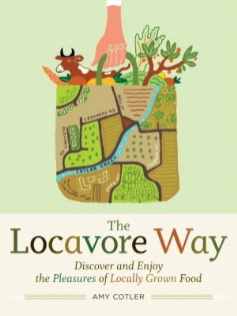 The
Locavore Way
Discover and Enjoy
the Pleasures of Locally Grown Food
AMY COTLER